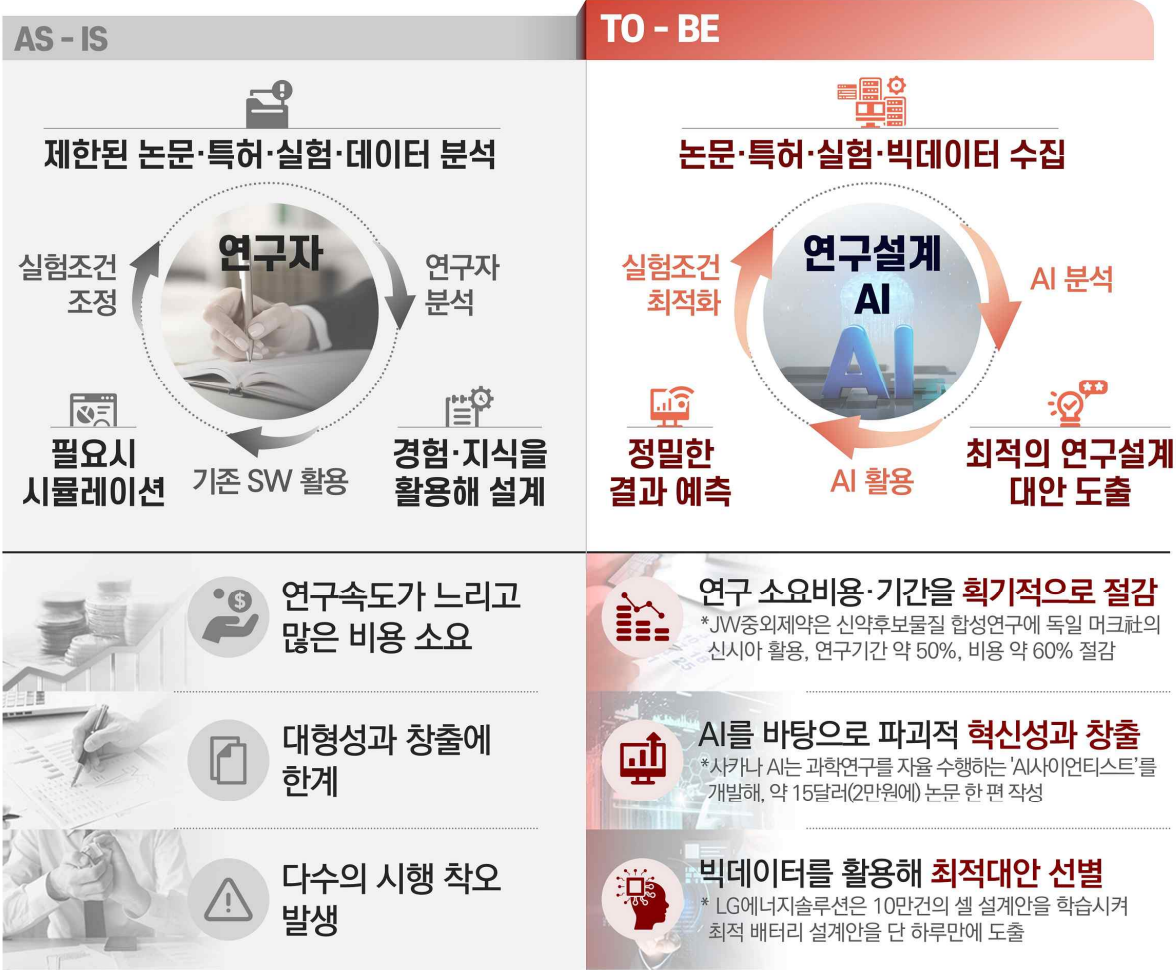 AS - IS
제한된 논문·특허·실험·데이터 분석
연구자
실험조건
조정
연구자
분석
필요시
시뮬레이션
기존 SW 활용
경험·지식을
활용해 설계
연구속도가 느리고
많은 비용 소요
대형성과 창출에
한계
다수의 시행 착오
발생
TO - BE
논문·특허·실험·빅데이터 수집
연구설계
AI
AI
실험조건
최적화
AI 분석
정밀한
결과 예측
AI 활용
최적의 연구설계
대안 도출
연구 소요비용·기간을 획기적으로 절감
*JW중외제약은 신약후보물질 합성연구에 독일 머크社의
신시아 활용, 연구기간 약 50%, 비용 약 60% 절감
AI를 바탕으로 파괴적 혁신성과 창출
*사카나 AI는 과학연구를 자율 수행하는 'AI사이언티스트'를
개발해, 약 15달러(2만원에) 논문 한 편 작성
빅데이터를 활용해 최적대안 선별
* LG에너지솔루션은 10만건의 셀 설계안을 학습시켜
최적 배터리 설계안을 단 하루만에 도출